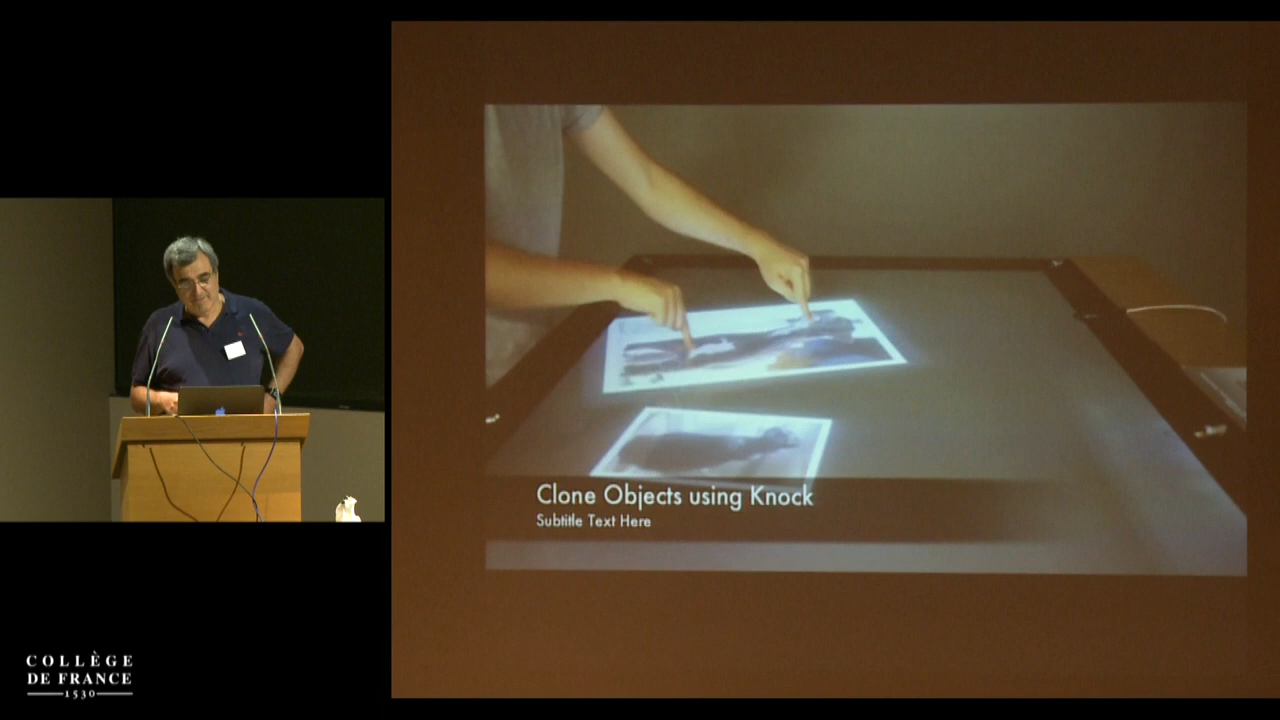 Clone Objects using Knock
Subtitle Text Here
COLLÈGE
DE FRANCE
1530